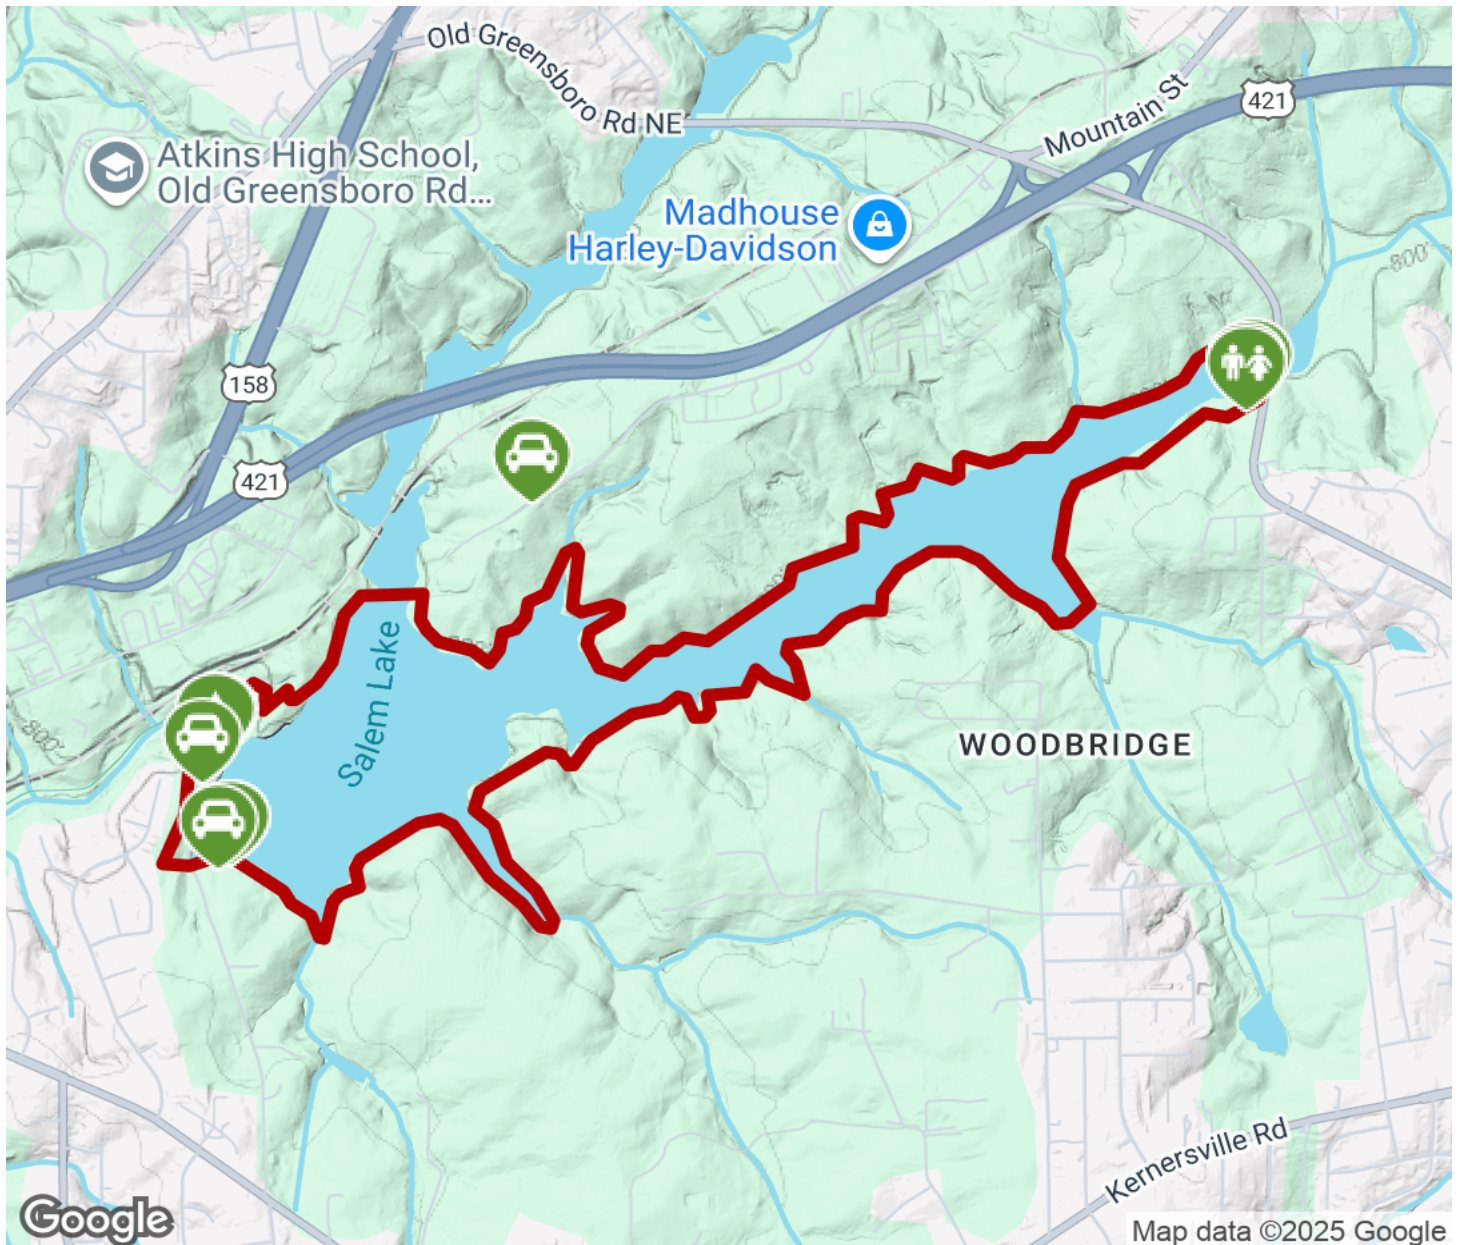 Old Greensboro Rd NE
Mountain St
421
Atkins High School,
Old Greensboro Rd...
Madhouse
Harley-Davidson
800'
158
421
Salem Lake
800'
WOODBRIDGE
Kernersville Rd
Google
Map data ©2025 Google